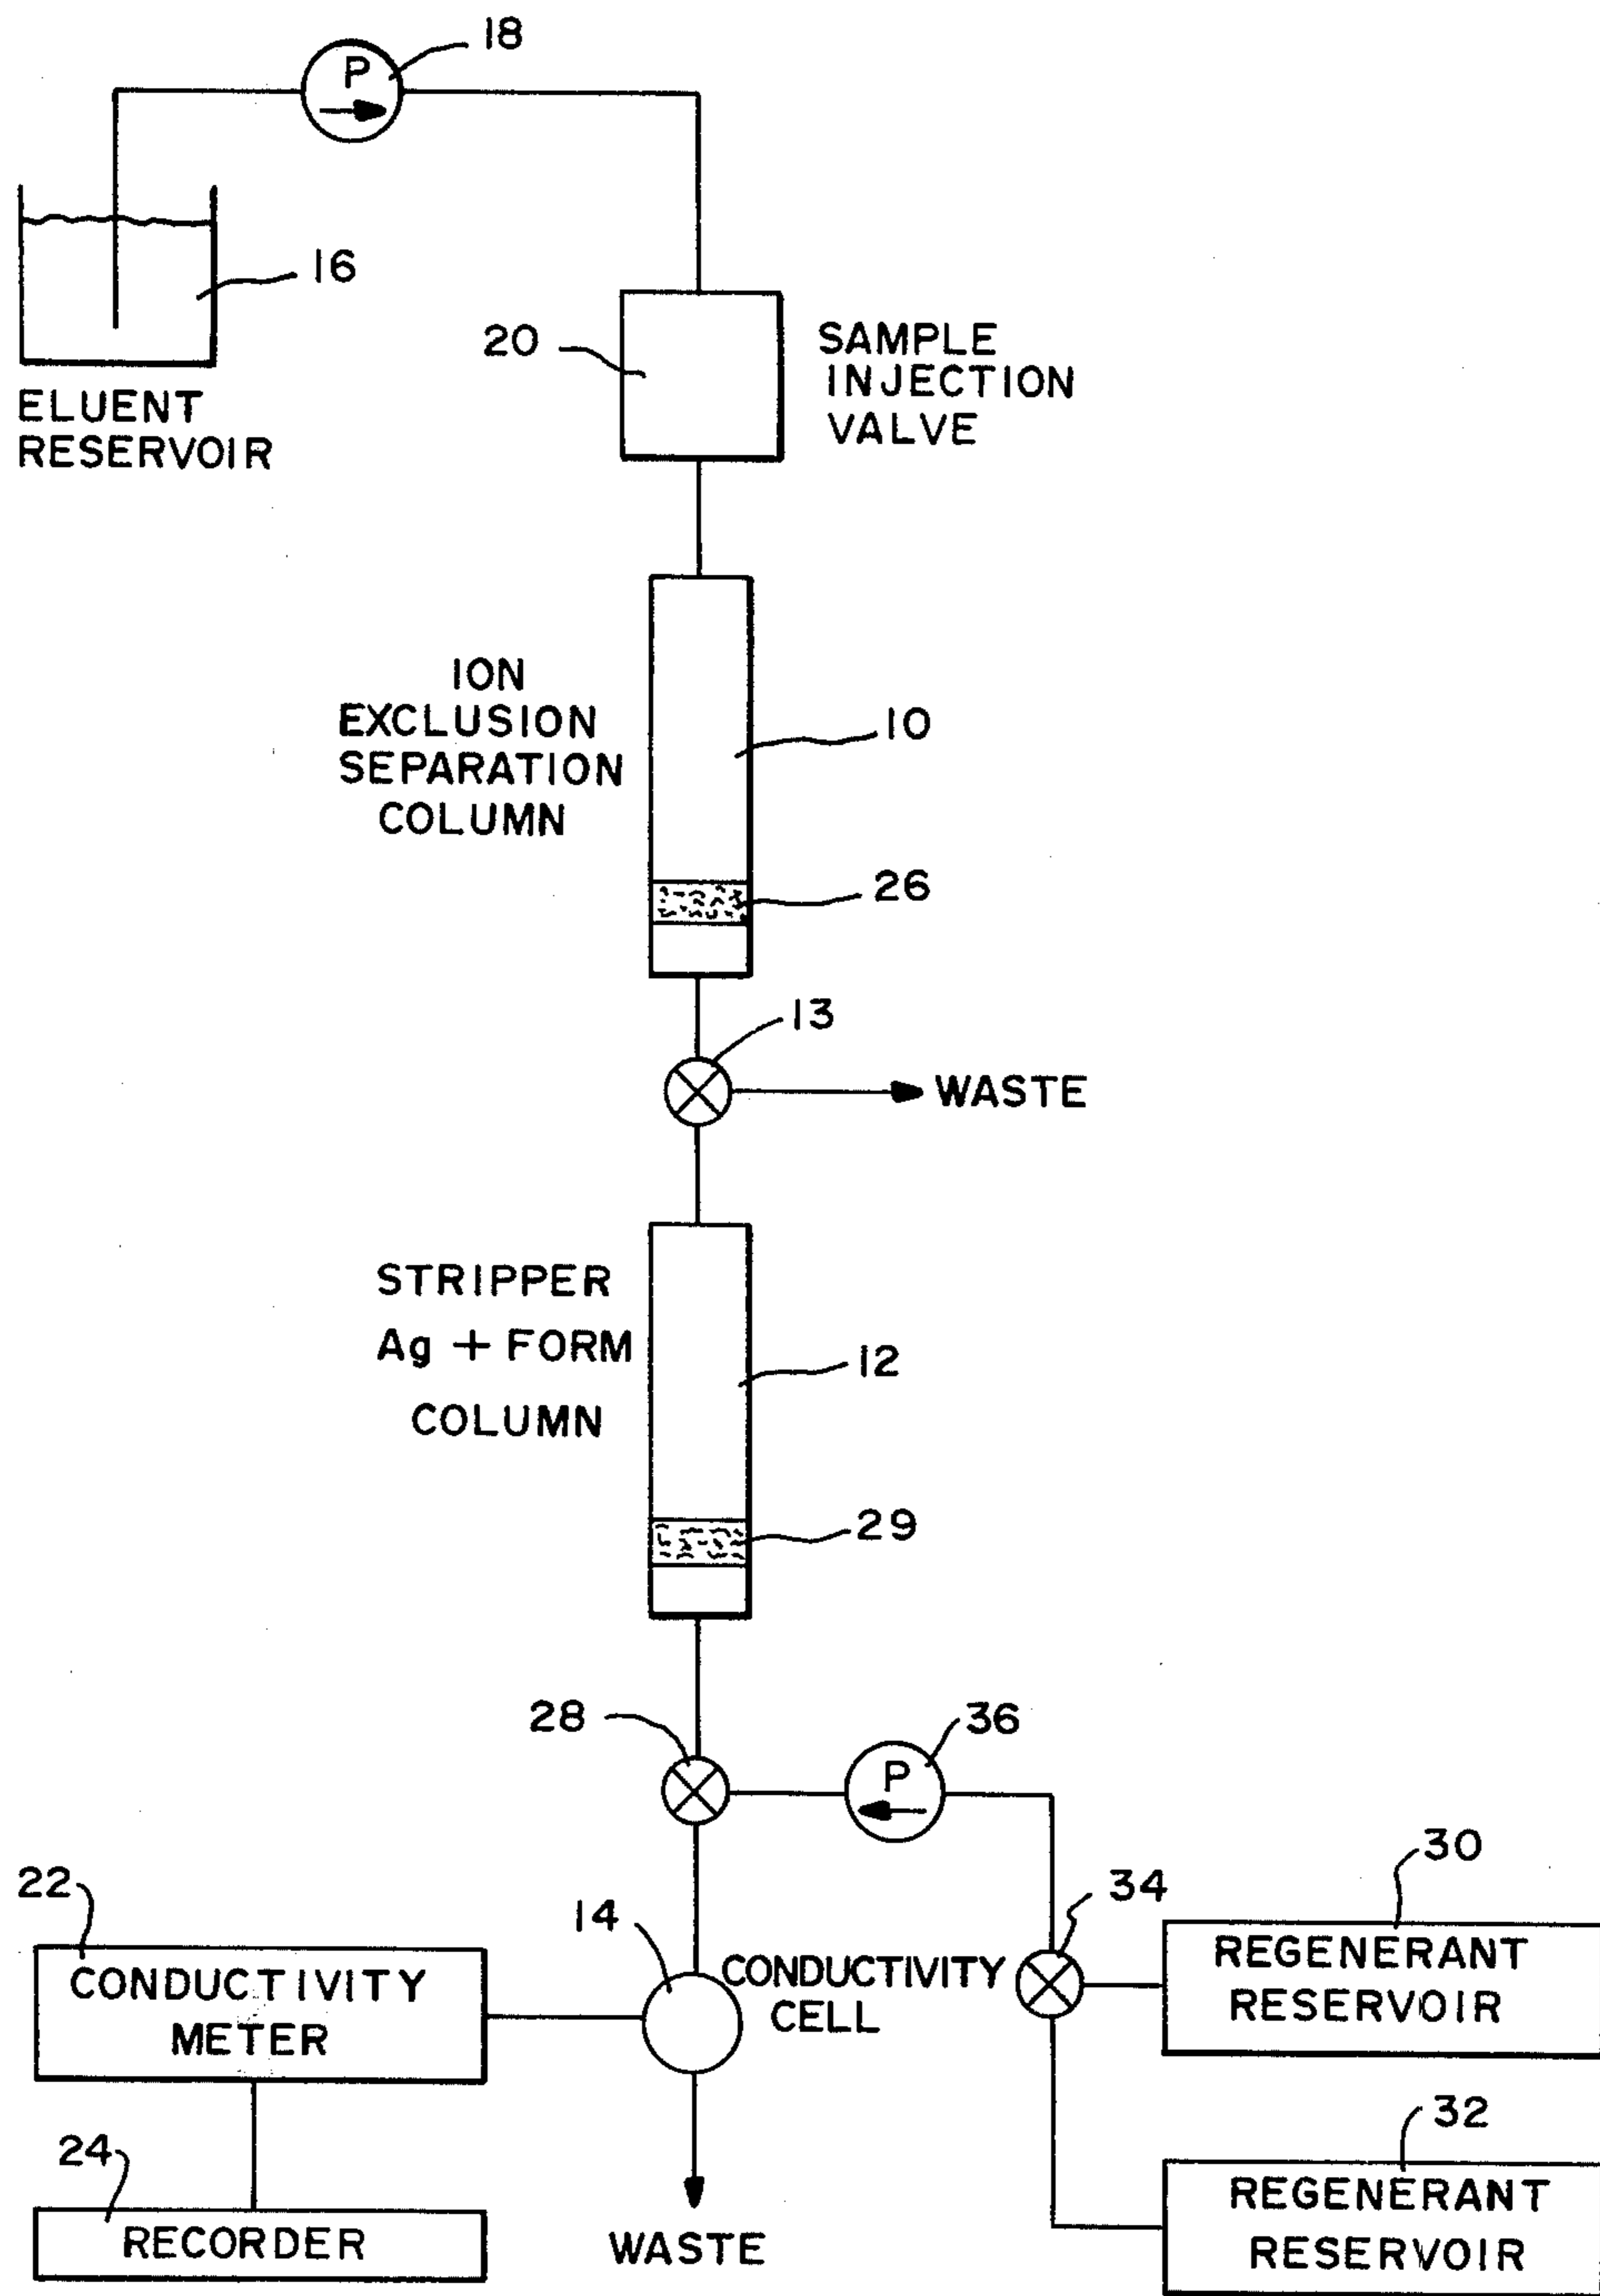 18
P
16
ELUENT
RESERVOIR
20
SAMPLE
INJECTION
VALVE
ION
EXCLUSION
SEPARATION
COLUMN
10
26
13
WASTE
STRIPPER
Ag + FORM
COLUMN
12
29
28
36
P
30
34
22
14
REGENERANT
RESERVOIR
CONDUCTIVITY
CELL
CONDUCTIVITY
METER
32
24
REGENERANT
RESERVOIR
RECORDER
WASTE